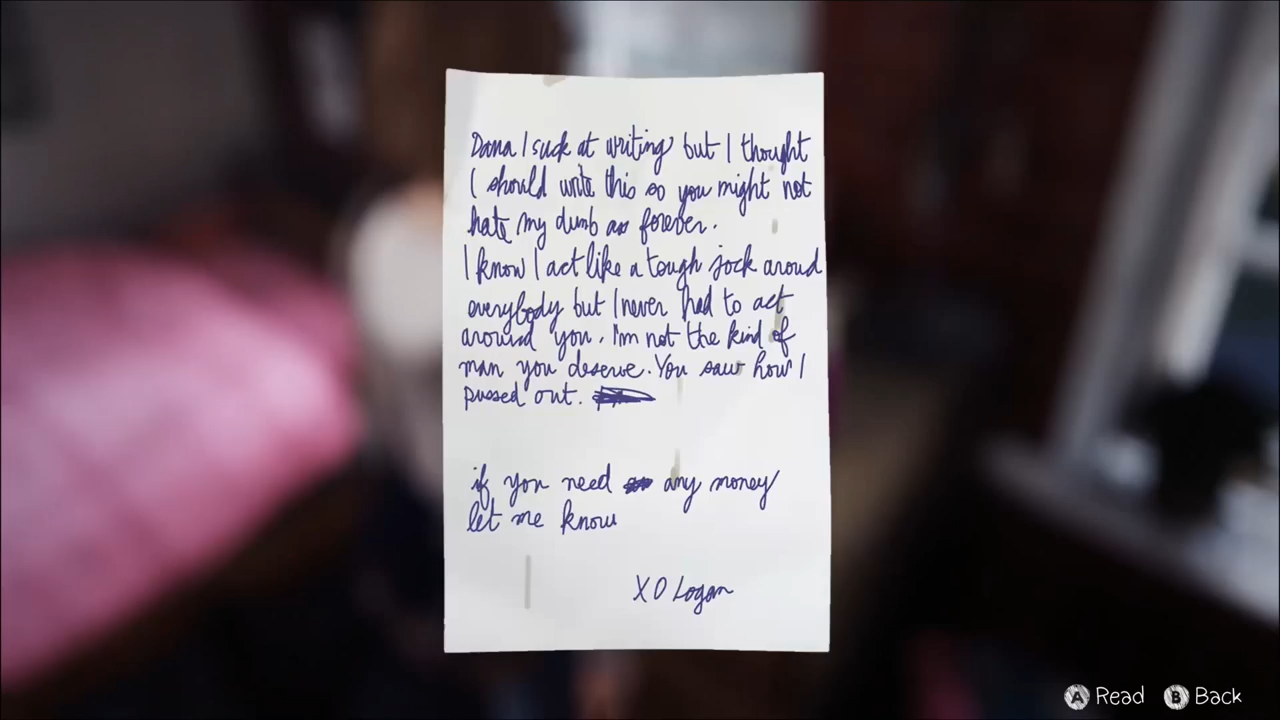 Dana I suck at writing but I thought
I should write this so you might not
hate my dumb ass forever.
I know I act like a tough jock aroud
everybody but I never had to act
around you. I'm not the kind of
man you deserve. You saw how I
pussed out.
if you need any money
let me know
XO Logan
A Read B Back